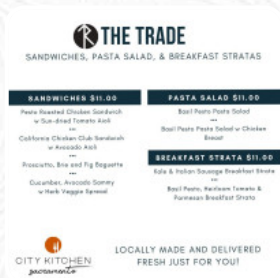 THE TRADE
SANDWICHES, PASTA SALAD, & BREAKFAST STRATAS
SANDWICHES $11.00
Pesto Roasted Chicken Sandwich
w Sun-dried Tomato Aioli
California Chicken Club Sandwich
w Avocado Aioli
Prosciutto, Brie and Fig Baguette
Cucumber, Avocado Sammy
w Herb Veggie Spread
PASTA SALAD $11.00
Basil Pesto Pasta Salad
Basil Pesto Pasta Salad w Chicken
Breast
BREAKFAST STRATA $11.00
Kale & Italian Sausage Breakfast Strata
Basil Pesto, Heirloom Tomato &
Parmesan Breakfast Strata
CITY KITCHEN
sacramento
LOCALLY MADE AND DELIVERED
FRESH JUST FOR YOU!